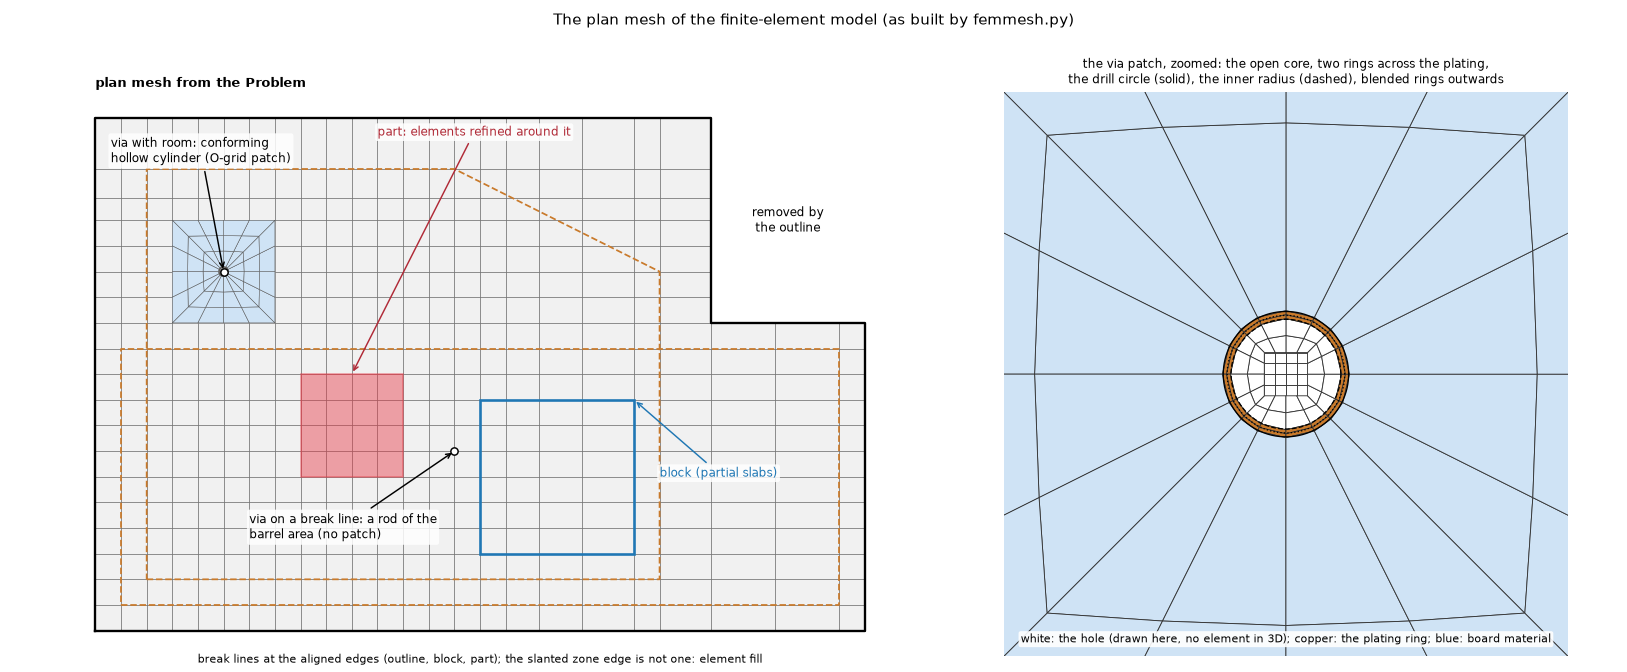 The plan mesh of the finite-element model (as built by femmesh.py)
plan mesh from the Problem
part: elements refined around it
via with room: conforming
hollow cylinder (O-grid patch)
removed by
the outline
block (partial slabs)
via on a break line: a rod of the
barrel area (no patch)
break lines at the aligned edges (outline, block, part); the slanted zone edge is not one: element fill
the via patch, zoomed: the open core, two rings across the plating,
the drill circle (solid), the inner radius (dashed), blended rings outwards
white: the hole (drawn here, no element in 3D); copper: the plating ring; blue: board material